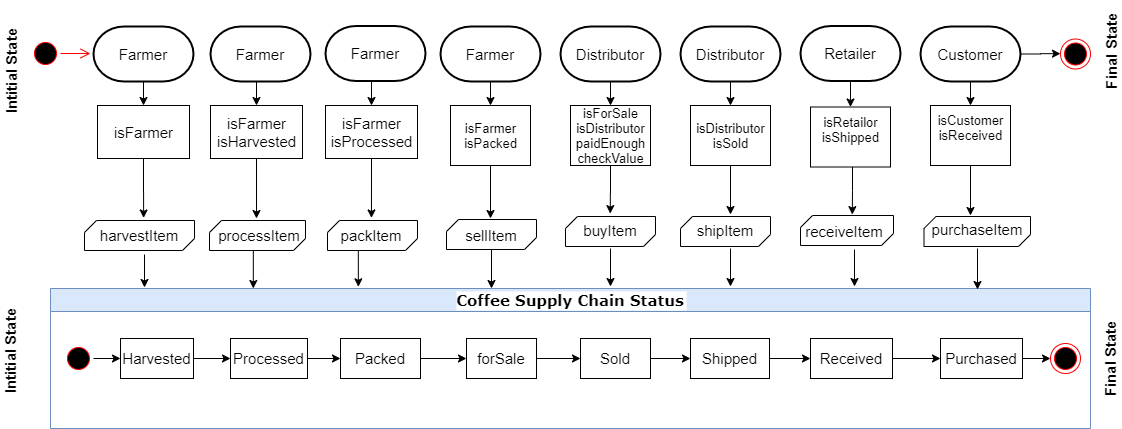 Intitial State
Farmer
Farmer
Farmer
Farmer
Distributor
Distributor
Retailer
Customer
Final State
isFarmer
isFarmer
isHarvested
isFarmer
isProcessed
isFarmer
isPacked
isForSale
isDistributor
paidEnough
checkValue
isDistributor
isSold
isRetailor
isShipped
isCustomer
isReceived
harvestItem
processItem
packItem
sellItem
buyItem
shipItem
receiveItem
purchaseItem
Coffee Supply Chain Status
Intitial State
Harvested
Processed
Packed
forSale
Sold
Shipped
Received
Purchased
Final State